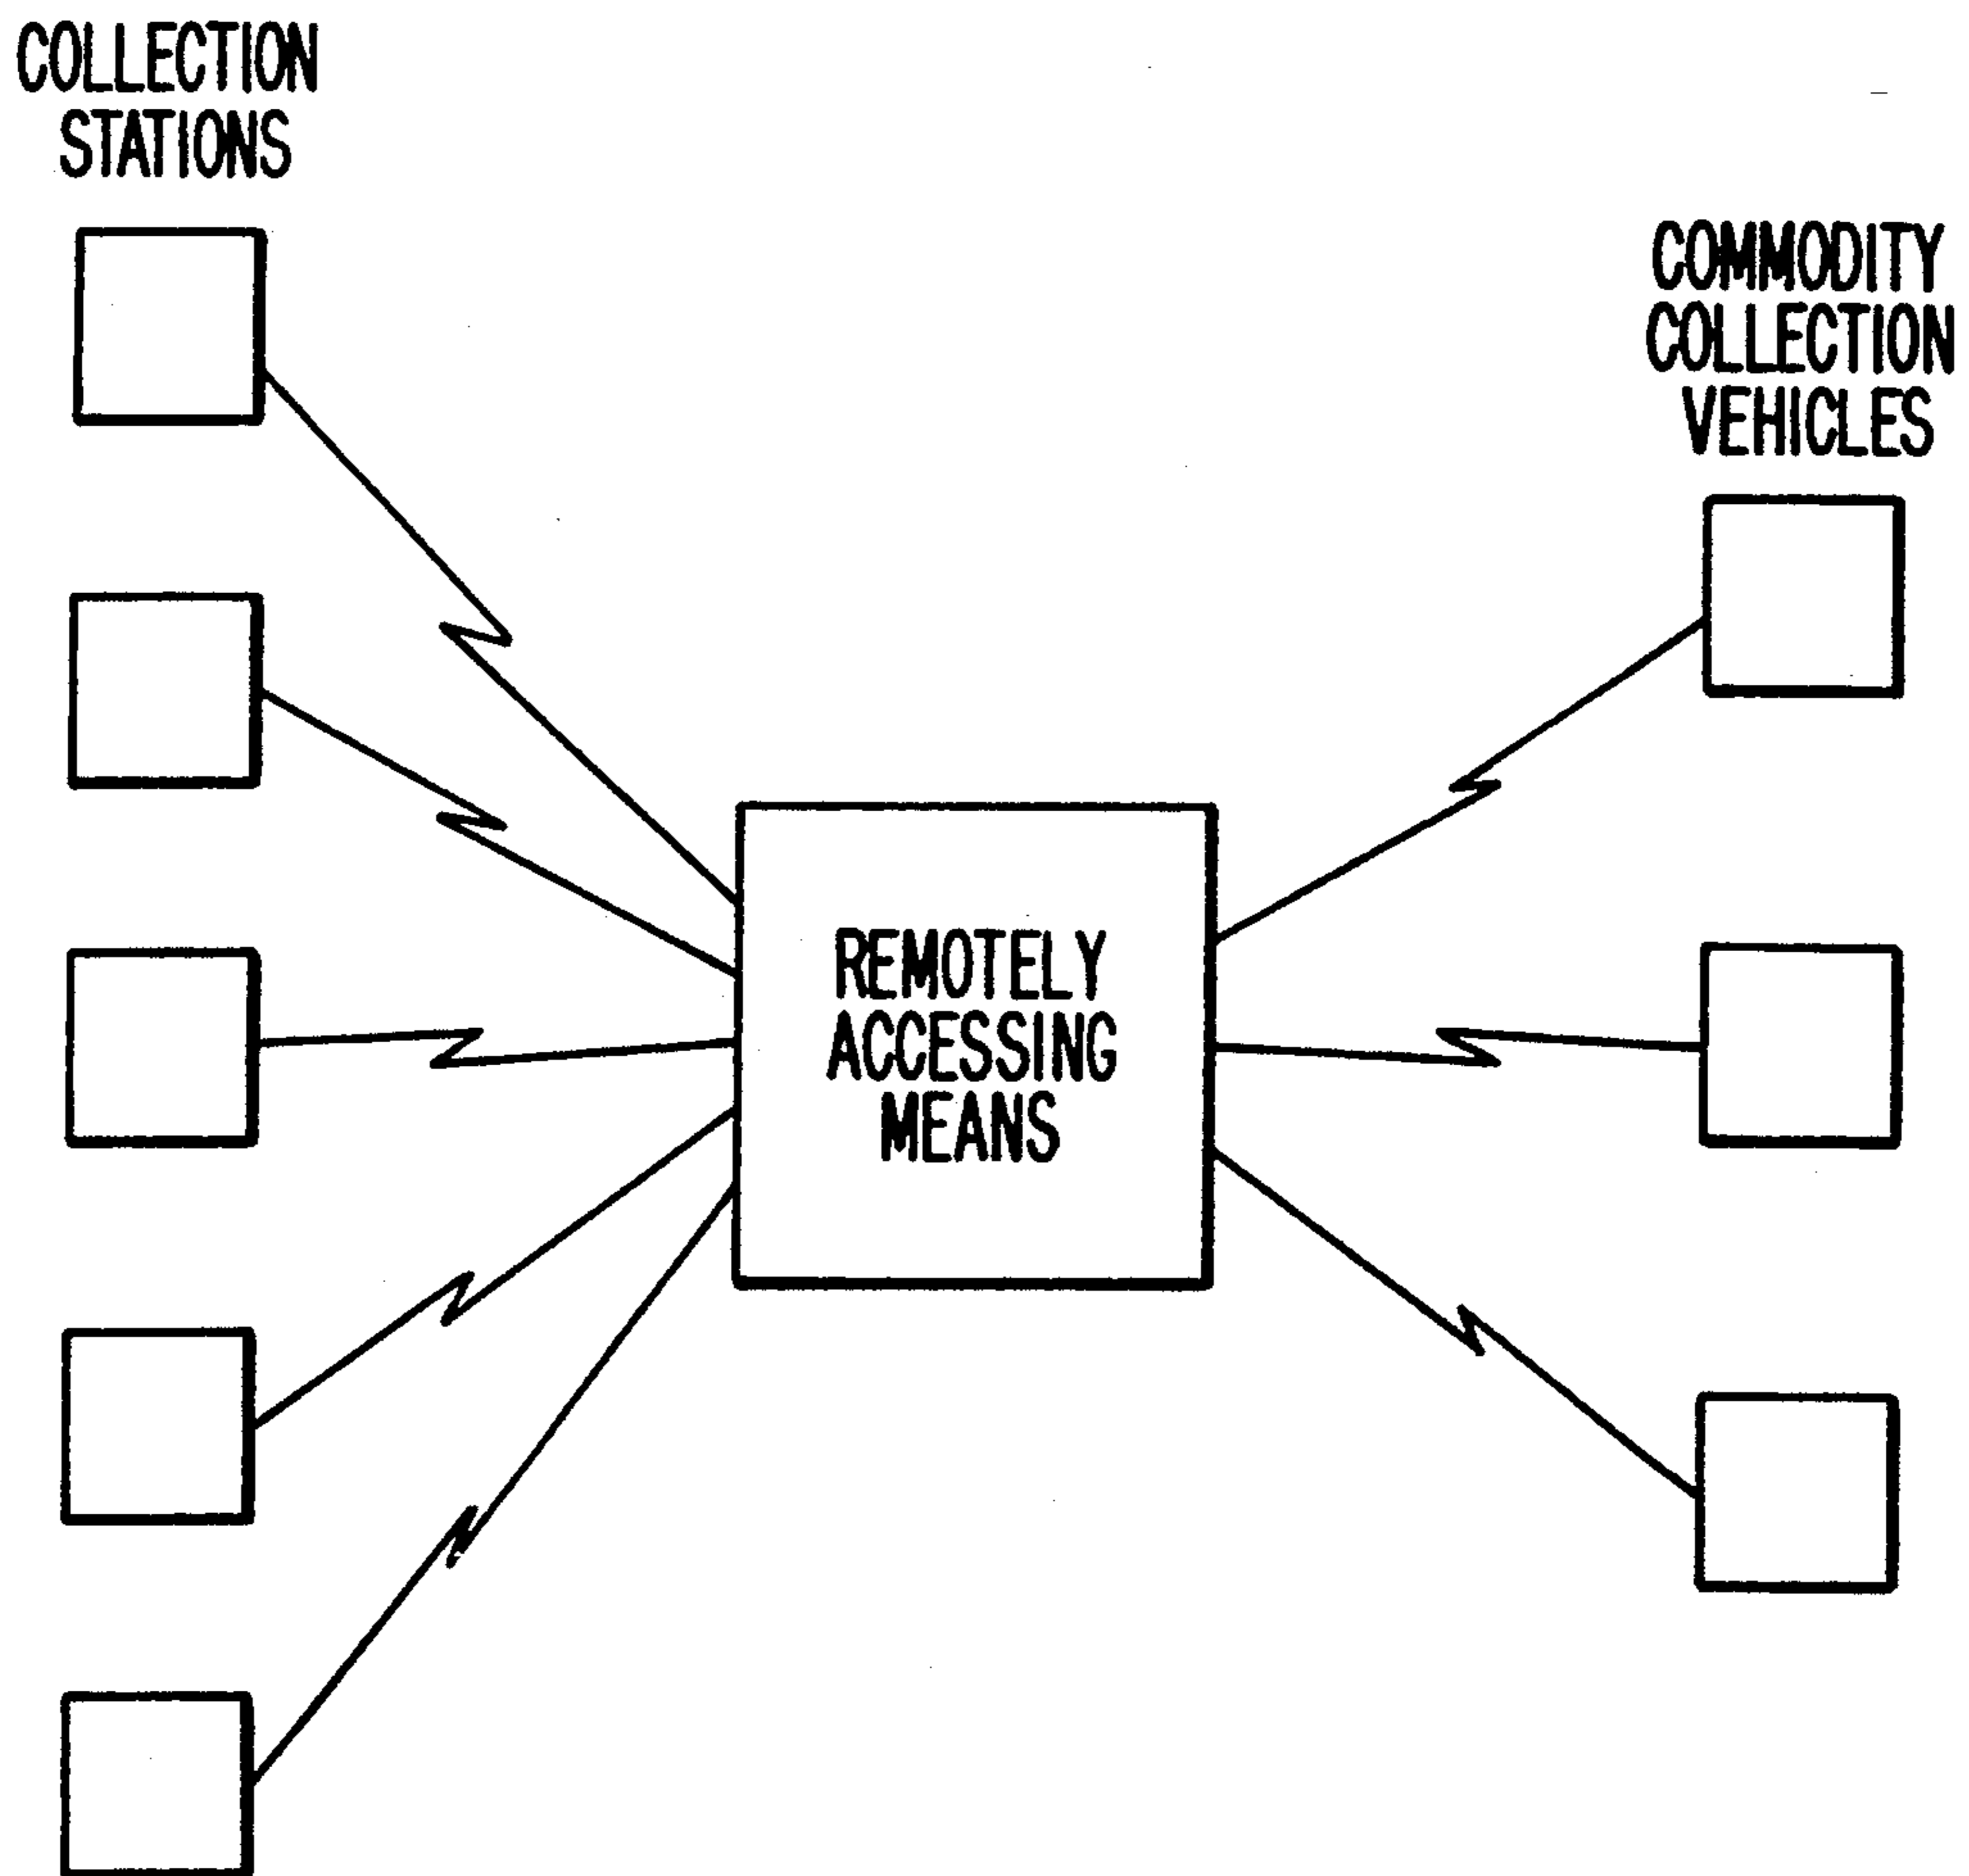 COLLECTION
STATIONS
COMMODITY
COLLECTION
VEHICLES
REMOTELY
ACCESSING
MEANS